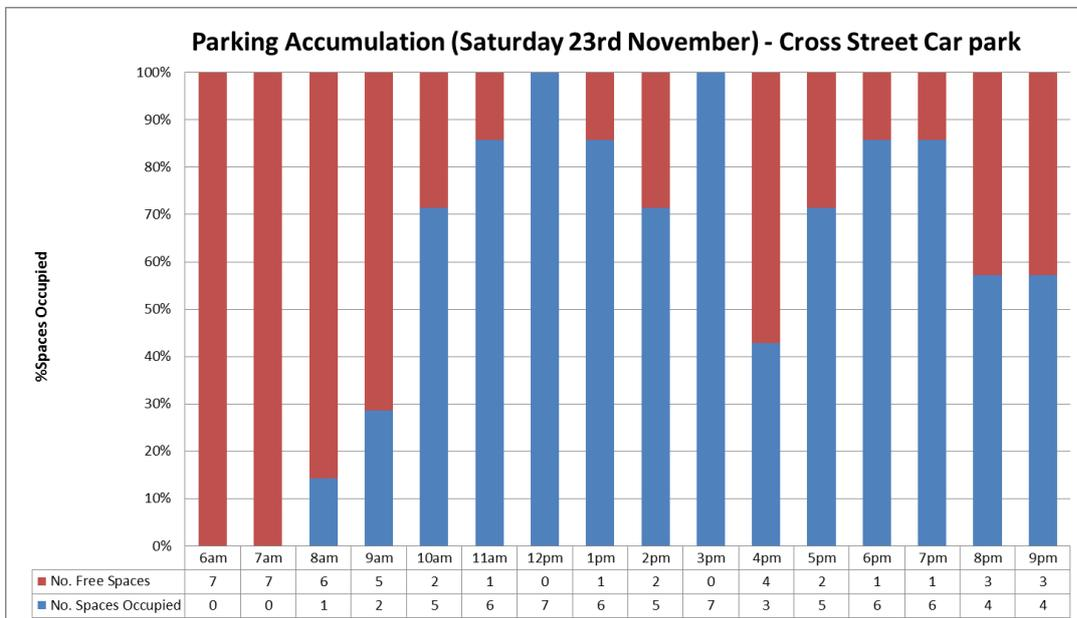 Parking Accumulation (Saturday 23rd November) - Cross Street Car park
%Spaces Occupied
100%
90%
80%
70%
60%
50%
40%
30%
20%
10%
0%
6am 7am 8am 9am 10am 11am 12pm 1pm 2pm 3pm 4pm 5pm 6pm 7pm 8pm 9pm
No. Free Spaces 7 7 6 5 2 1 0 1 2 0 4 2 1 1 3 3
No. Spaces Occupied 0 0 1 2 5 6 7 6 5 7 3 5 6 6 4 4